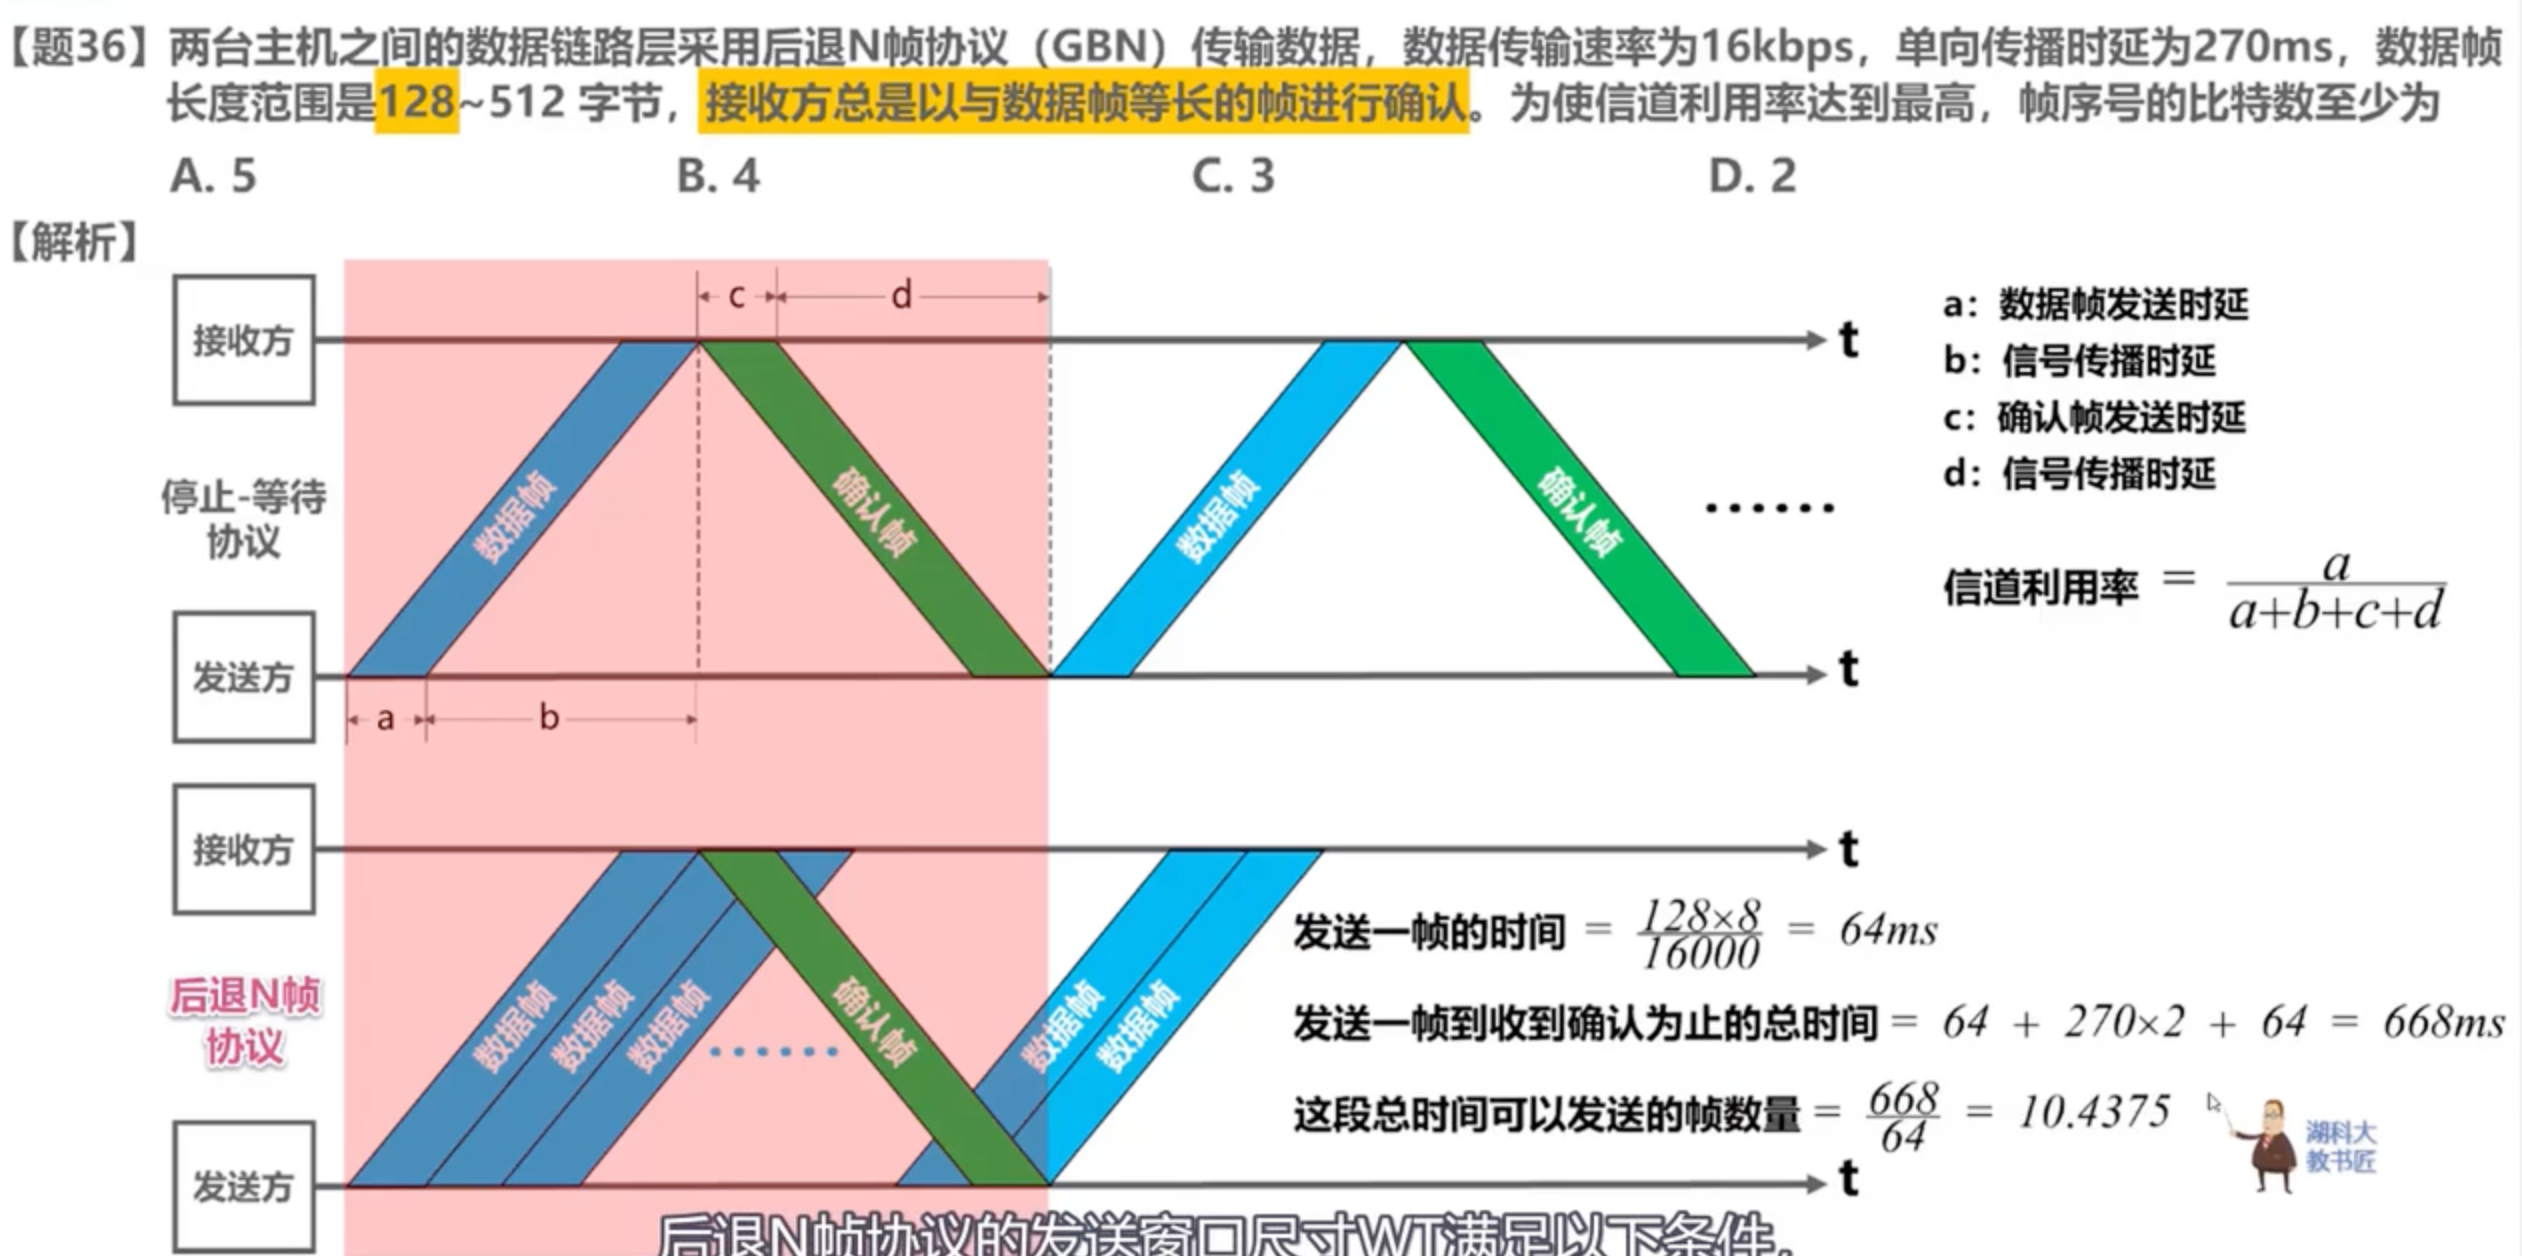 【题36】两台主机之间的数据链路层采用后退N帧协议（GBN）传输数据，数据传输速率为16kbps，单向传播时延为270ms，数据帧
长度范围是128~512 字节，接收方总是以与数据帧等长的帧进行确认。为使信道利用率达到最高，帧序号的比特数至少为
A. 5 B. 4 C. 3 D. 2
【解析】
c d
接收方 t
数据帧 确认帧 数据帧 确认帧
停止-等待
协议
......
发送方 t
a b
a：数据帧发送时延
b：信号传播时延
c：确认帧发送时延
d：信号传播时延
信道利用率 = a / a+b+c+d
接收方 t
数据帧 数据帧 数据帧 ...... 确认帧 数据帧 数据帧
后退N帧
协议
发送方 t
发送一帧的时间 = 128×8 / 16000 = 64ms
发送一帧到收到确认为止的总时间 = 64 + 270×2 + 64 = 668ms
这段总时间可以发送的帧数量 = 668 / 64 = 10.4375
湖科大
教书匠
后退N帧协议的发送窗口尺寸WT满足以下条件。